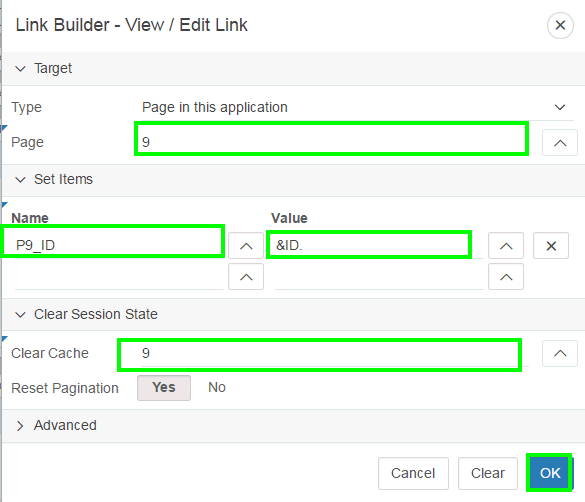 Link Builder - View / Edit Link
Target
Type Page in this application
Page 9
Set Items
Name Value
P9_ID &ID.
Clear Session State
Clear Cache 9
Reset Pagination Yes No
Advanced
Cancel Clear OK